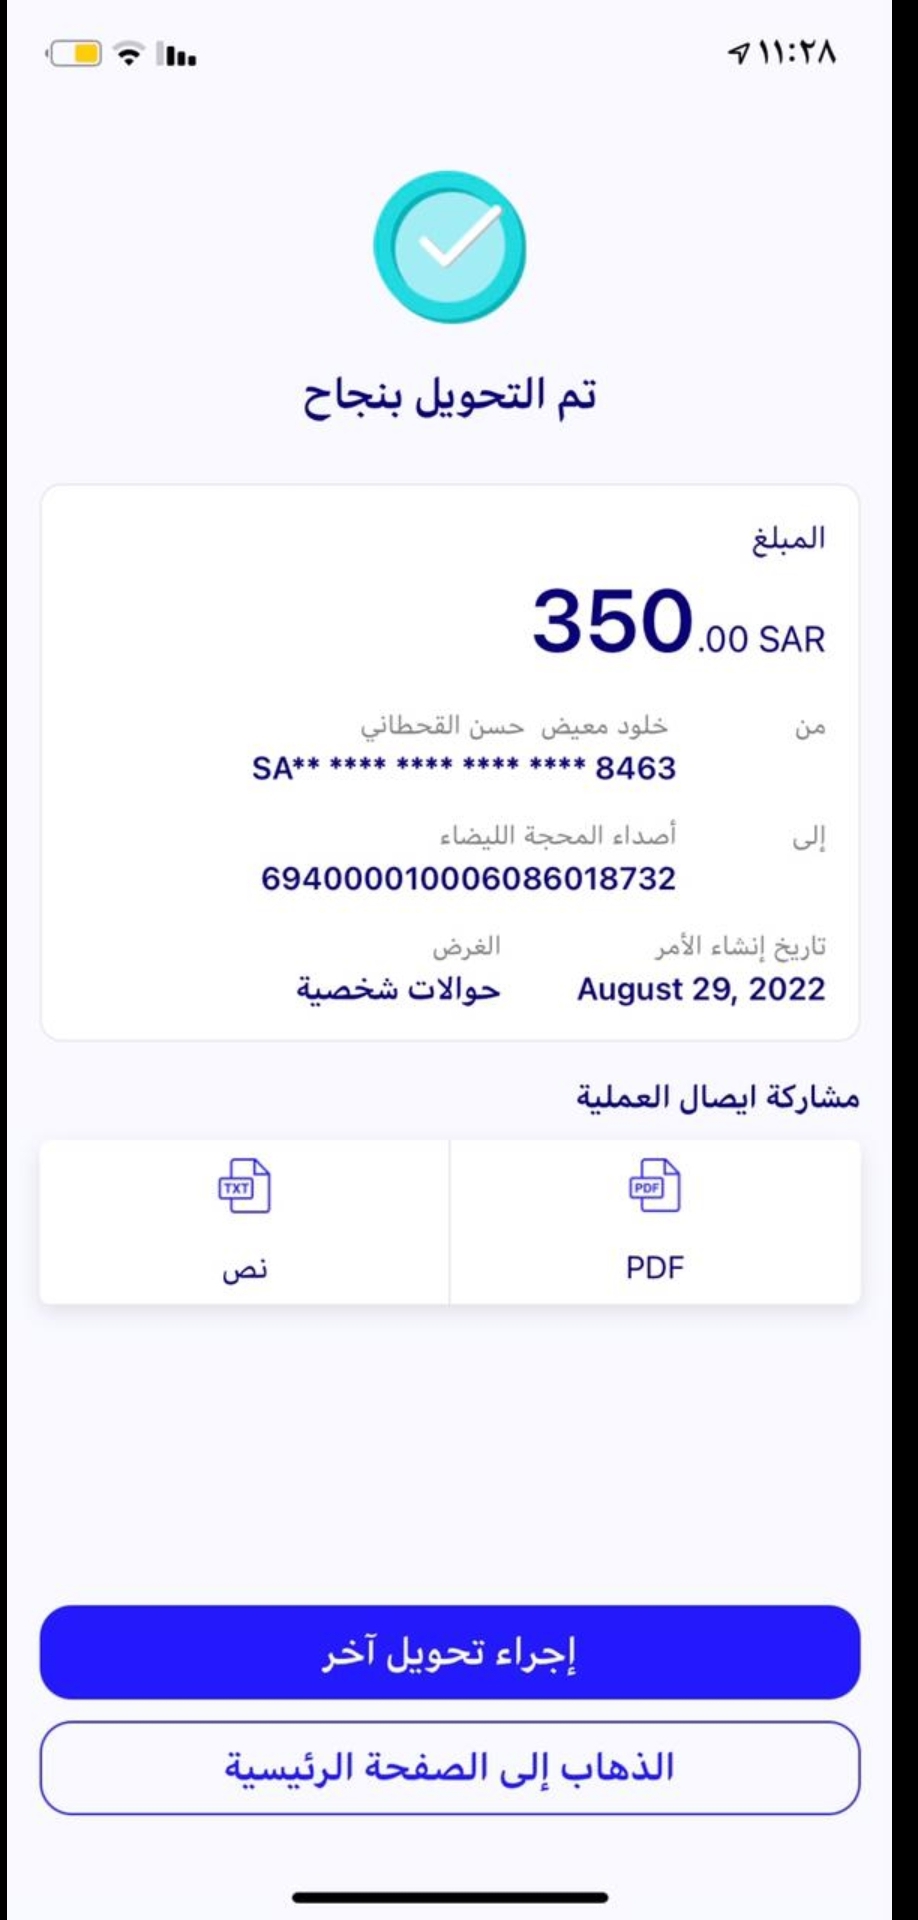 ١١:٢٨
تم التحويل بنجاح
المبلغ
350.00 SAR
من خلود معيض حسن القحطاني
SA** **** **** **** **** 8463
إلى أصداء المحجة الليضاء
694000010006086018732
تاريخ إنشاء الأمر الغرض
August 29, 2022 حوالات شخصية
مشاركة ايصال العملية
PDF TXT
PDF نص
إجراء تحويل آخر
الذهاب إلى الصفحة الرئيسية